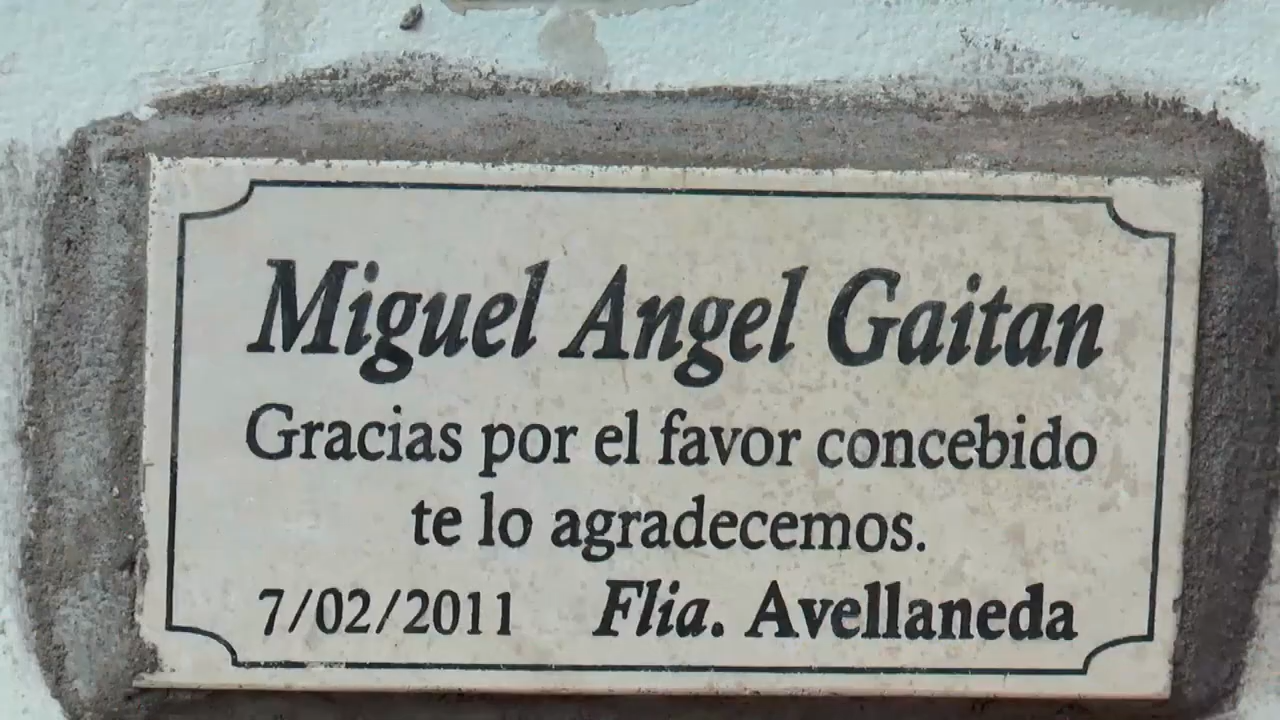 Miguel Angel Gaitan
Gracias por el favor concebido
te lo agradecemos.
7/02/2011 Flia. Avellaneda